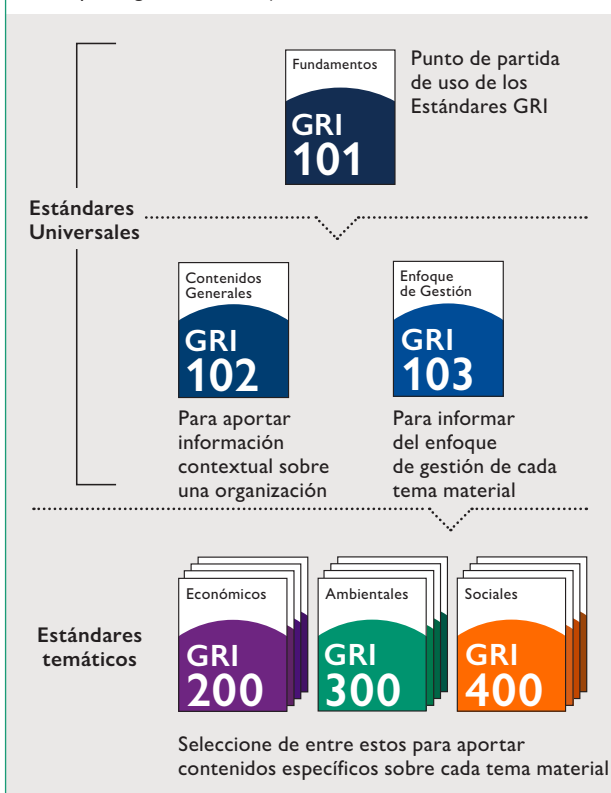 Fundamentos
GRI
101
Punto de partida
de uso de los
Estándares GRI
Estándares
Universales
Contenidos
Generales
GRI
102
Para aportar
información
contextual sobre
una organización
Enfoque
de Gestión
GRI
103
Para informar
del enfoque
de gestión de cada
tema material
Estándares
temáticos
Económicos
GRI
200
Ambientales
GRI
300
Sociales
GRI
400
Seleccione de entre estos para aportar
contenidos específicos sobre cada tema material